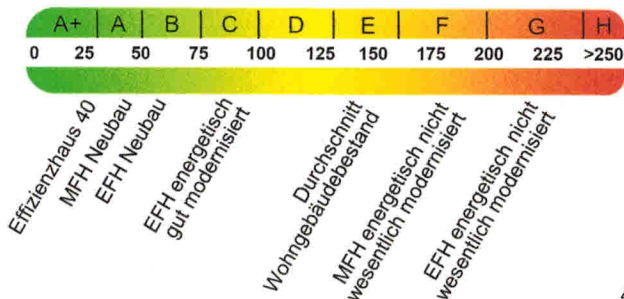 A+ A B C D E F G H
0 25 50 75 100 125 150 175 200 225 >250
Effizienzhaus 40
MFH Neubau
EFH Neubau
EFH energetisch
gut modernisiert
Durchschnitt
Wohngebäudebestand
MFH energetisch nicht
wesentlich modernisiert
EFH energetisch nicht
wesentlich modernisiert